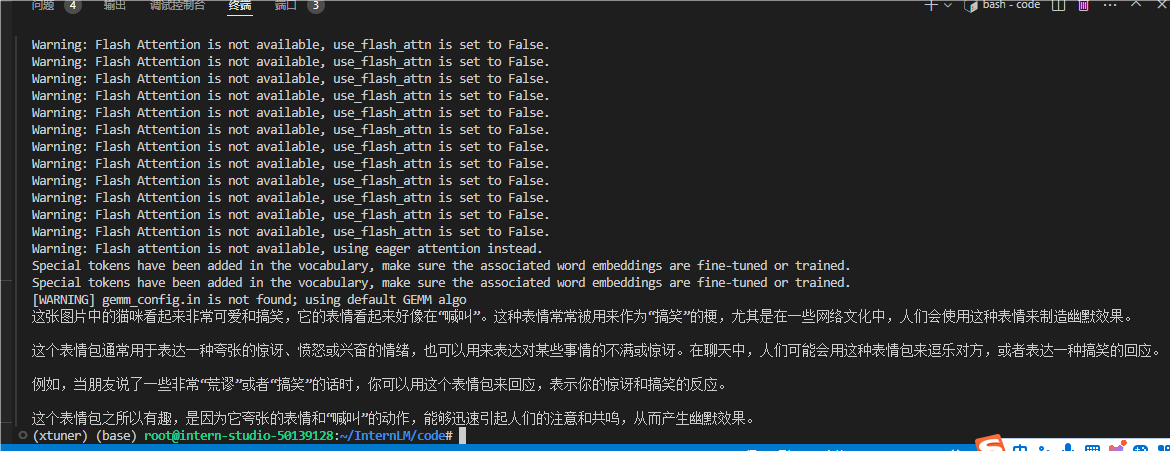 问题 4 输出 调试控制台 终端 端口 3 bash - code
Warning: Flash Attention is not available, use_flash_attn is set to False.
Warning: Flash Attention is not available, use_flash_attn is set to False.
Warning: Flash Attention is not available, use_flash_attn is set to False.
Warning: Flash Attention is not available, use_flash_attn is set to False.
Warning: Flash Attention is not available, use_flash_attn is set to False.
Warning: Flash Attention is not available, use_flash_attn is set to False.
Warning: Flash Attention is not available, use_flash_attn is set to False.
Warning: Flash Attention is not available, use_flash_attn is set to False.
Warning: Flash Attention is not available, use_flash_attn is set to False.
Warning: Flash Attention is not available, use_flash_attn is set to False.
Warning: Flash Attention is not available, use_flash_attn is set to False.
Warning: Flash Attention is not available, use_flash_attn is set to False.
Warning: Flash attention is not available, using eager attention instead.
Special tokens have been added in the vocabulary, make sure the associated word embeddings are fine-tuned or trained.
Special tokens have been added in the vocabulary, make sure the associated word embeddings are fine-tuned or trained.
[WARNING] gemm_config.in is not found; using default GEMM algo
这张图片中的猫咪看起来非常可爱和搞笑，它的表情看起来好像在“喊叫”。这种表情常常被用来作为“搞笑”的梗，尤其是在一些网络文化中，人们会使用这种表情来制造幽默效果。
这个表情包通常用于表达一种夸张的惊讶、愤怒或兴奋的情绪，也可以用来表达对某些事情的不满或惊讶。在聊天中，人们可能会用这种表情包来逗乐对方，或者表达一种搞笑的回应。
例如，当朋友说了一些非常“荒谬”或者“搞笑”的话时，你可以用这个表情包来回应，表示你的惊讶和搞笑的反应。
这个表情包之所以有趣，是因为它夸张的表情和“喊叫”的动作，能够迅速引起人们的注意和共鸣，从而产生幽默效果。
(xtuner) (base) root@intern-studio-50139128:~/InternLM/code#